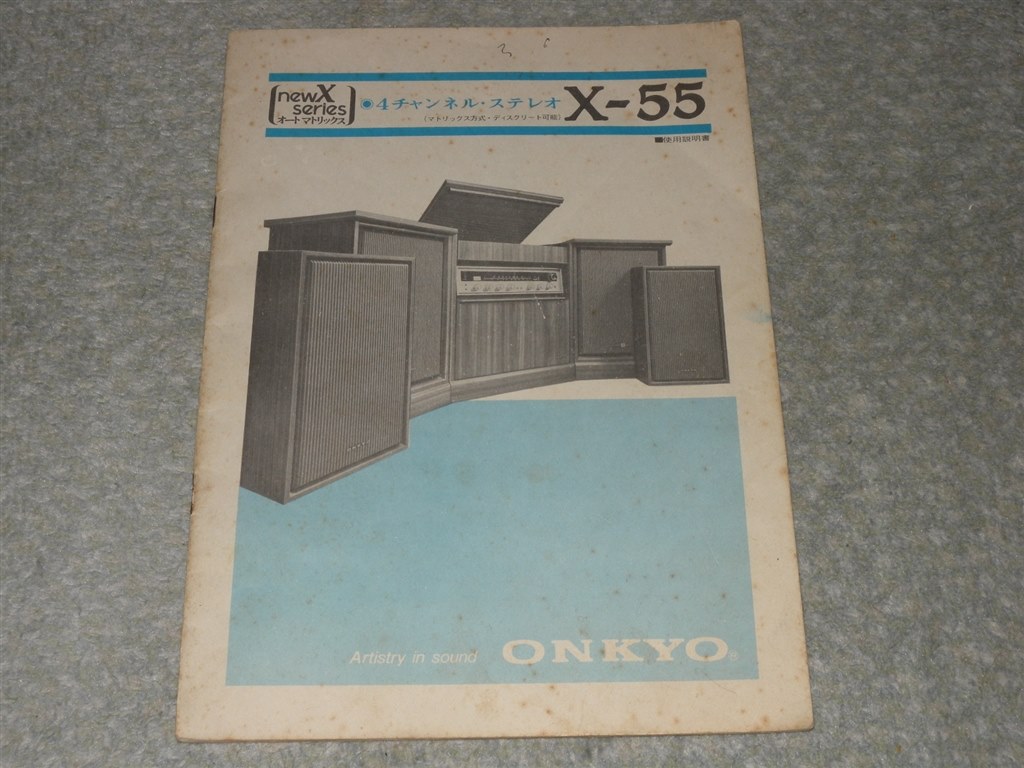 newX
series
オートマトリックス
●4チャンネル・ステレオ X-55
(マトリックス方式・ディスクリート可能)
■使用説明書
Artistry in sound ONKYO®